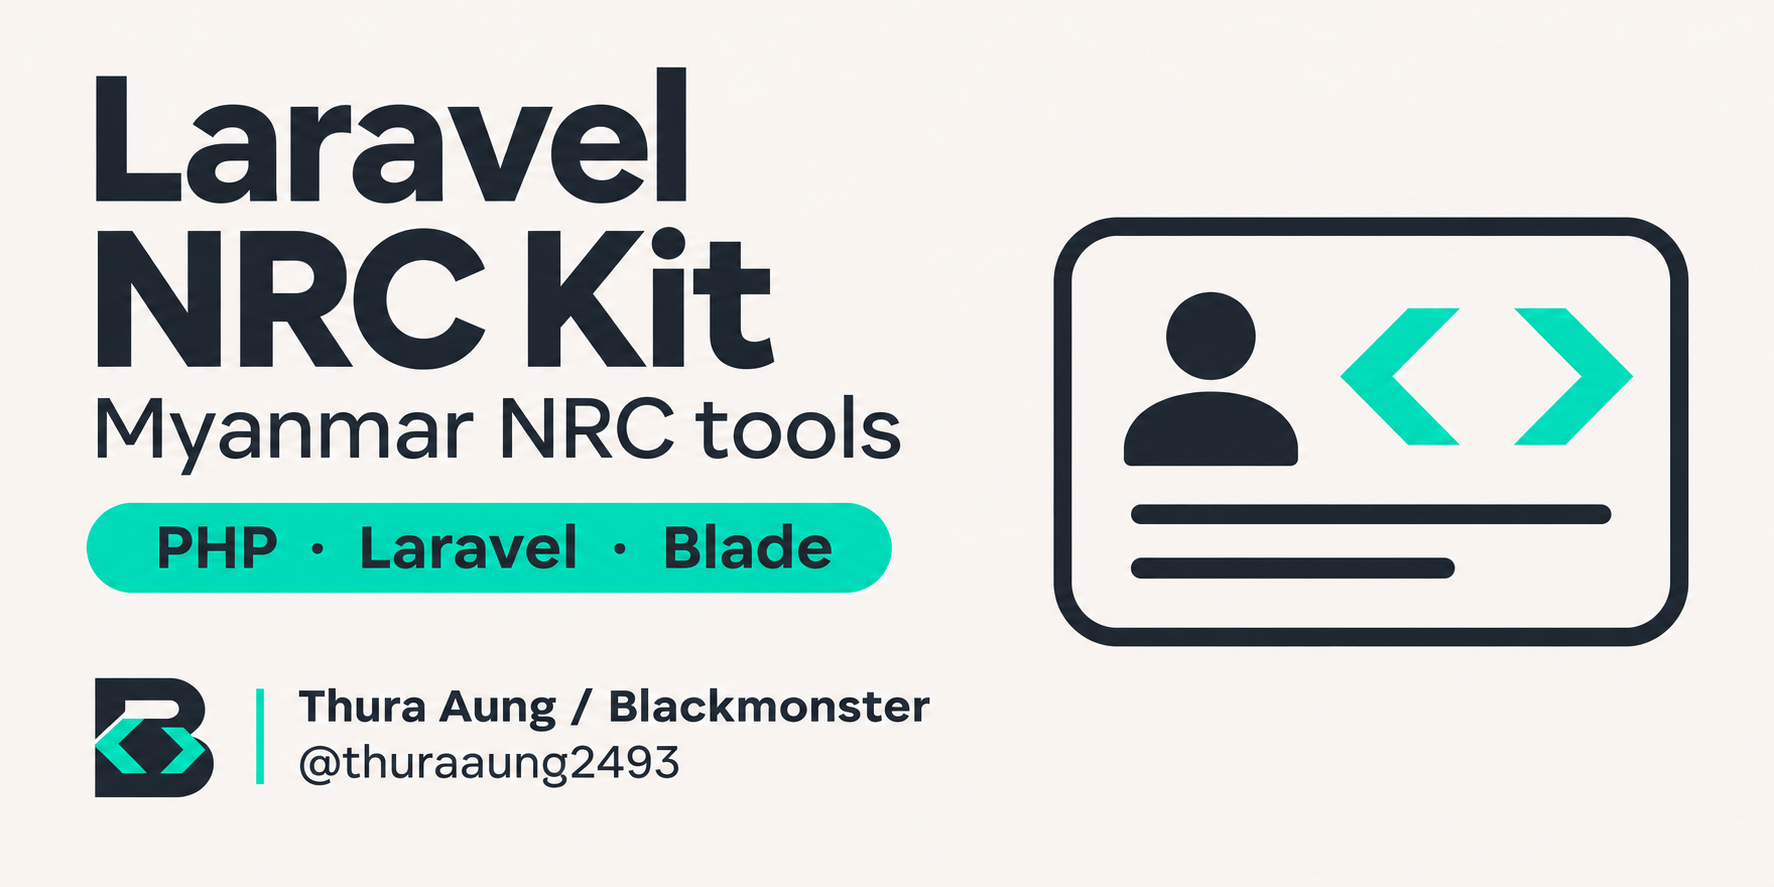 Laravel
NRC Kit
Myanmar NRC tools
PHP · Laravel · Blade
B
Thura Aung / Blackmonster
@thuraaung2493